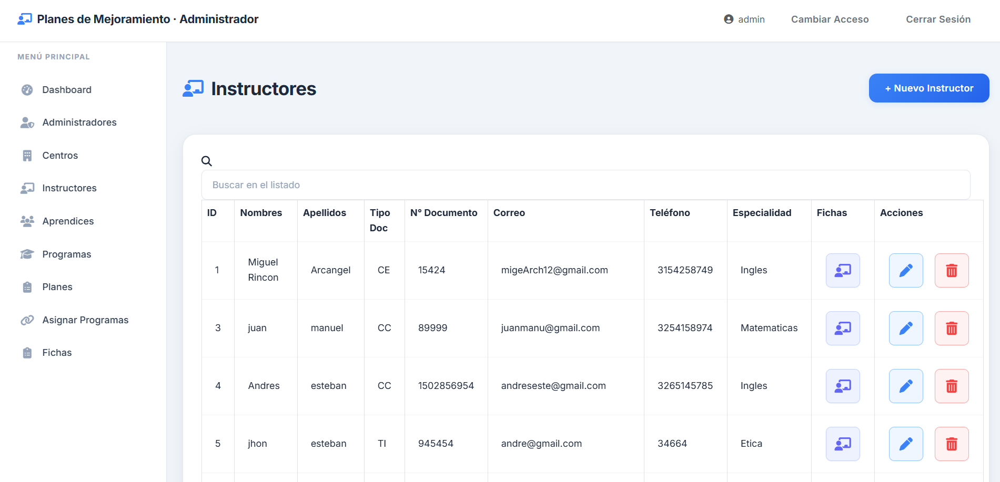 Planes de Mejoramiento · Administrador
admin
Cambiar Acceso
Cerrar Sesión
MENÚ PRINCIPAL
Dashboard
Administradores
Centros
Instructores
Aprendices
Programas
Planes
Asignar Programas
Fichas
Instructores
+ Nuevo Instructor
Buscar en el listado
ID Nombres Apellidos Tipo Doc N° Documento Correo Teléfono Especialidad Fichas Acciones
1 Miguel Rincon Arcangel CE 15424 migeArch12@gmail.com 3154258749 Ingles
3 juan manuel CC 89999 juanmanu@gmail.com 3254158974 Matematicas
4 Andres esteban CC 1502856954 andreseste@gmail.com 3265145785 Ingles
5 jhon esteban TI 945454 andre@gmail.com 34664 Etica